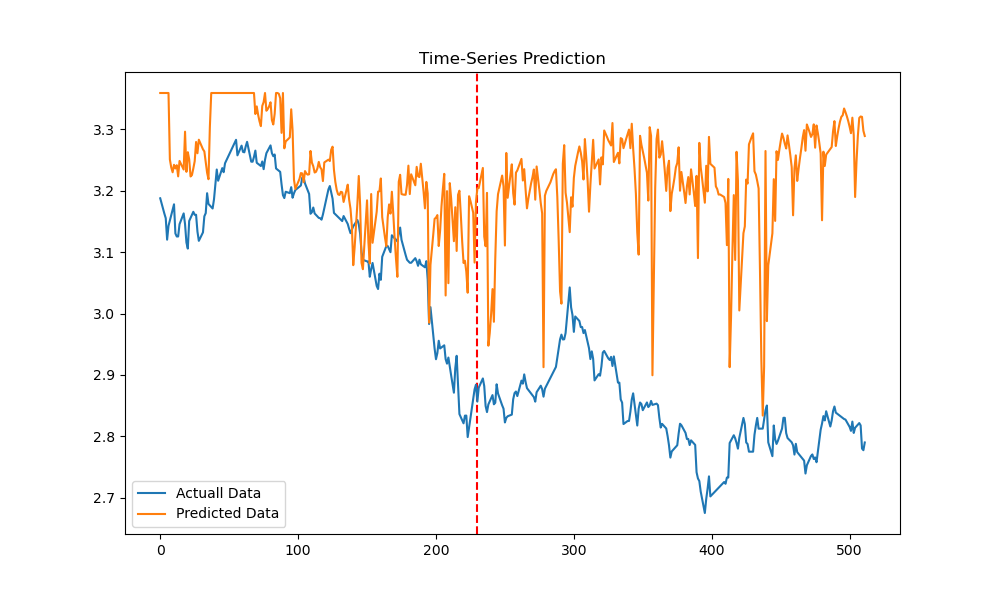 Time-Series Prediction
3.3
3.2
3.1
3.0
2.9
2.8
2.7
Actuall Data
Predicted Data
0 100 200 300 400 500